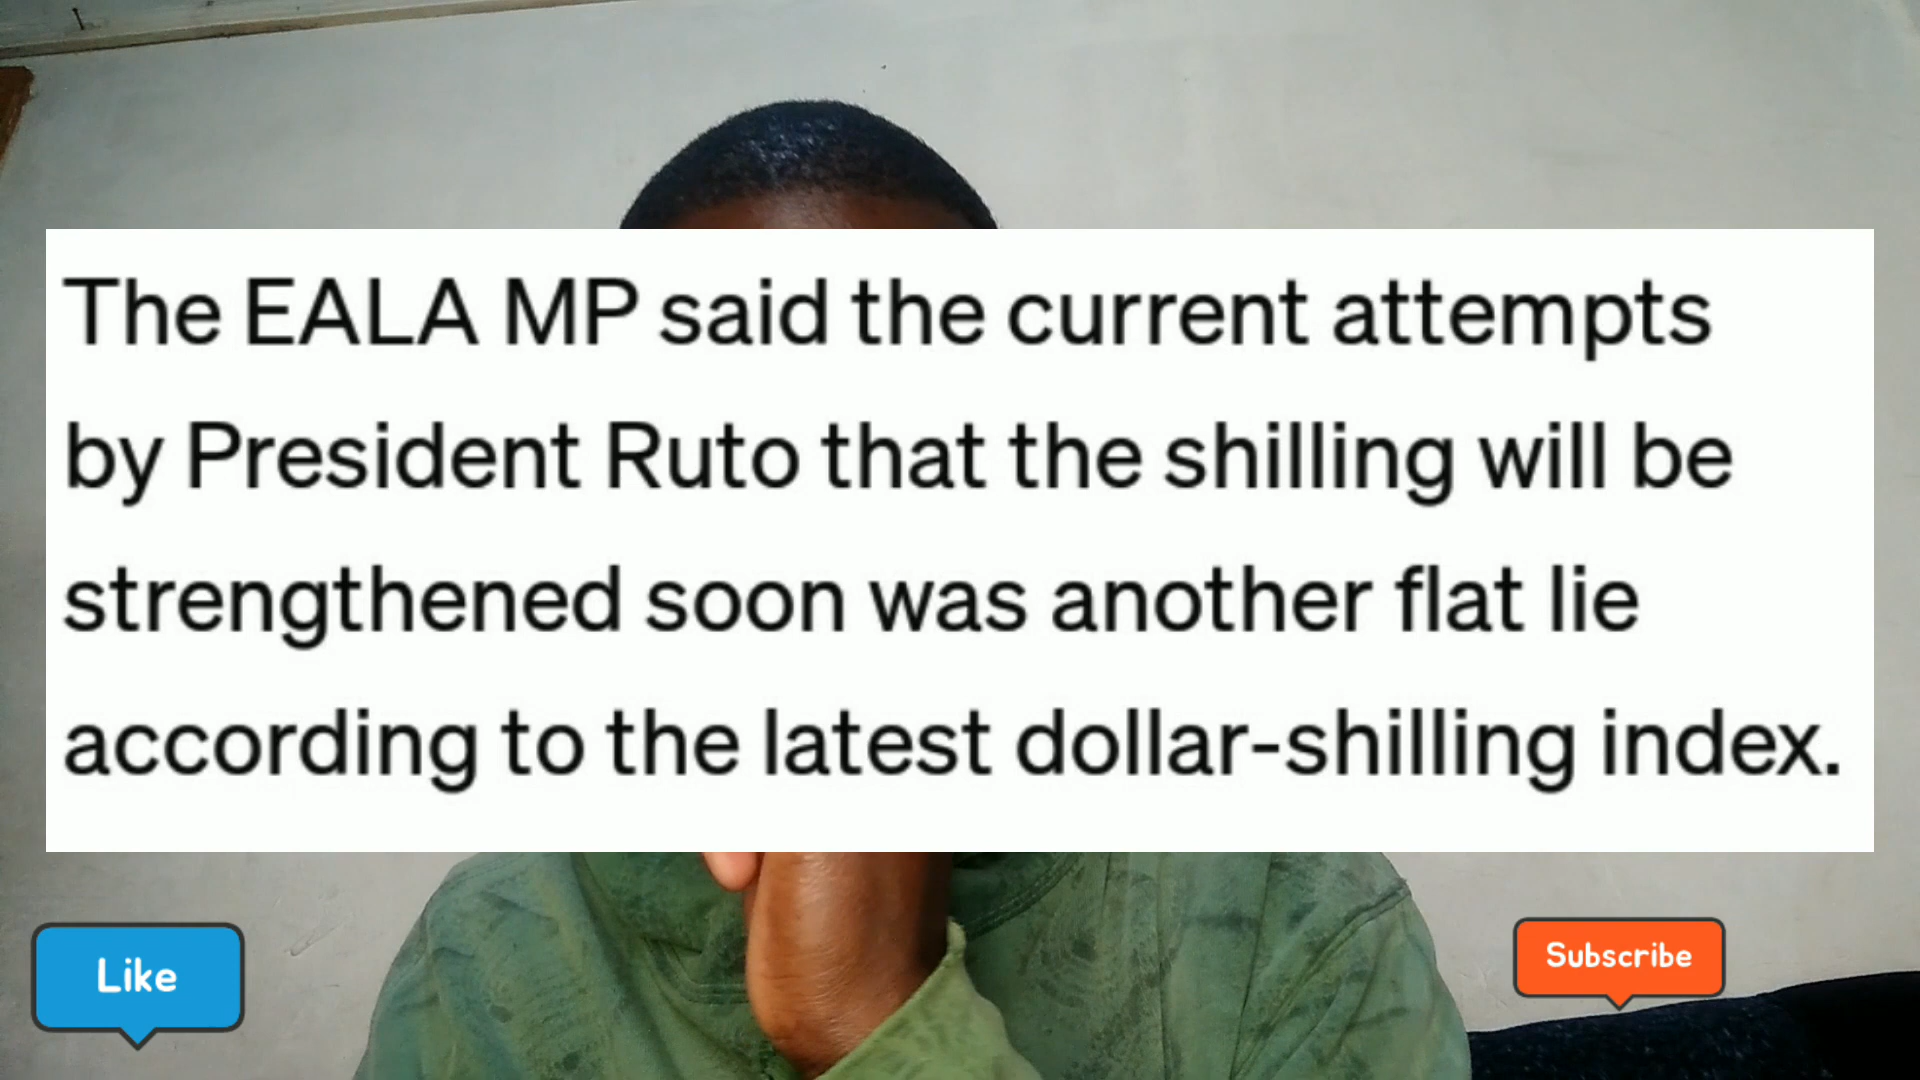 The EALA MP said the current attempts
by President Ruto that the shilling will be
strengthened soon was another flat lie
according to the latest dollar-shilling index.
Like
Subscribe